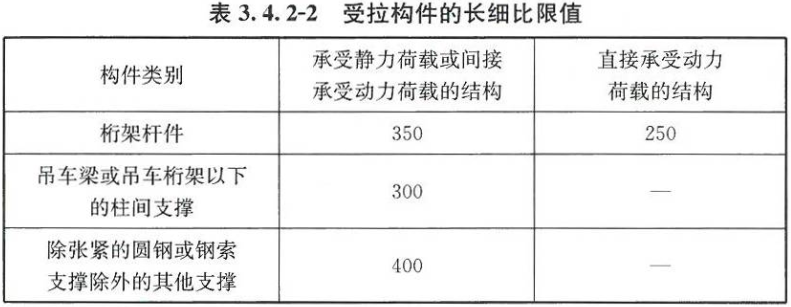 表 3.4.2-2 受拉构件的长细比限值
构件类别
承受静力荷载或间接
承受动力荷载的结构
直接承受动力
荷载的结构
桁架杆件
350
250
吊车梁或吊车桁架以下
的柱间支撑
300
—
除张紧的圆钢或钢索
支撑除外的其他支撑
400
—